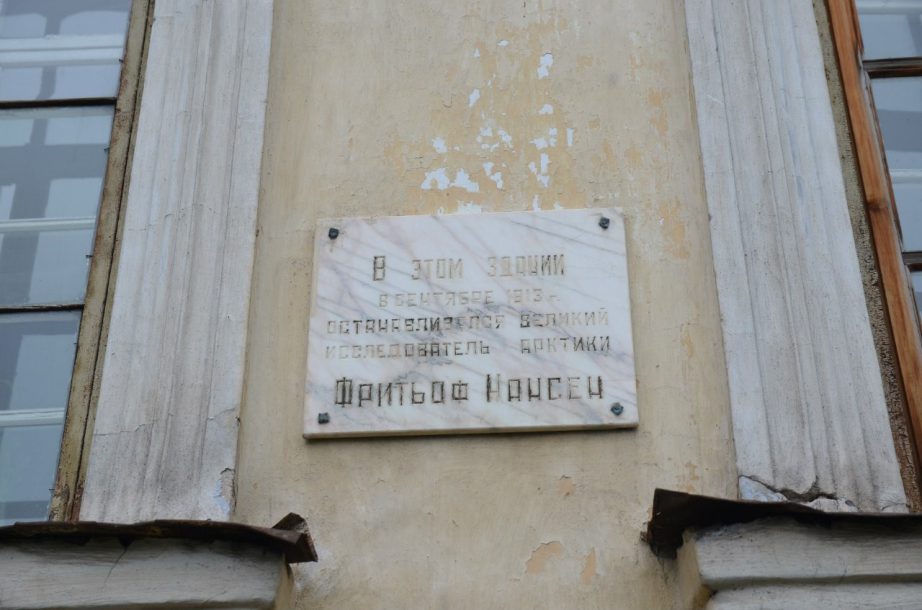 В ЭТОМ ЗДАНИИ
В СЕНТЯБРЕ 1913 г.
ОСТАНАВЛИВАЛСЯ ВЕЛИКИЙ
ИССЛЕДОВАТЕЛЬ АРКТИКИ
ФРИТЬОФ НАНСЕН